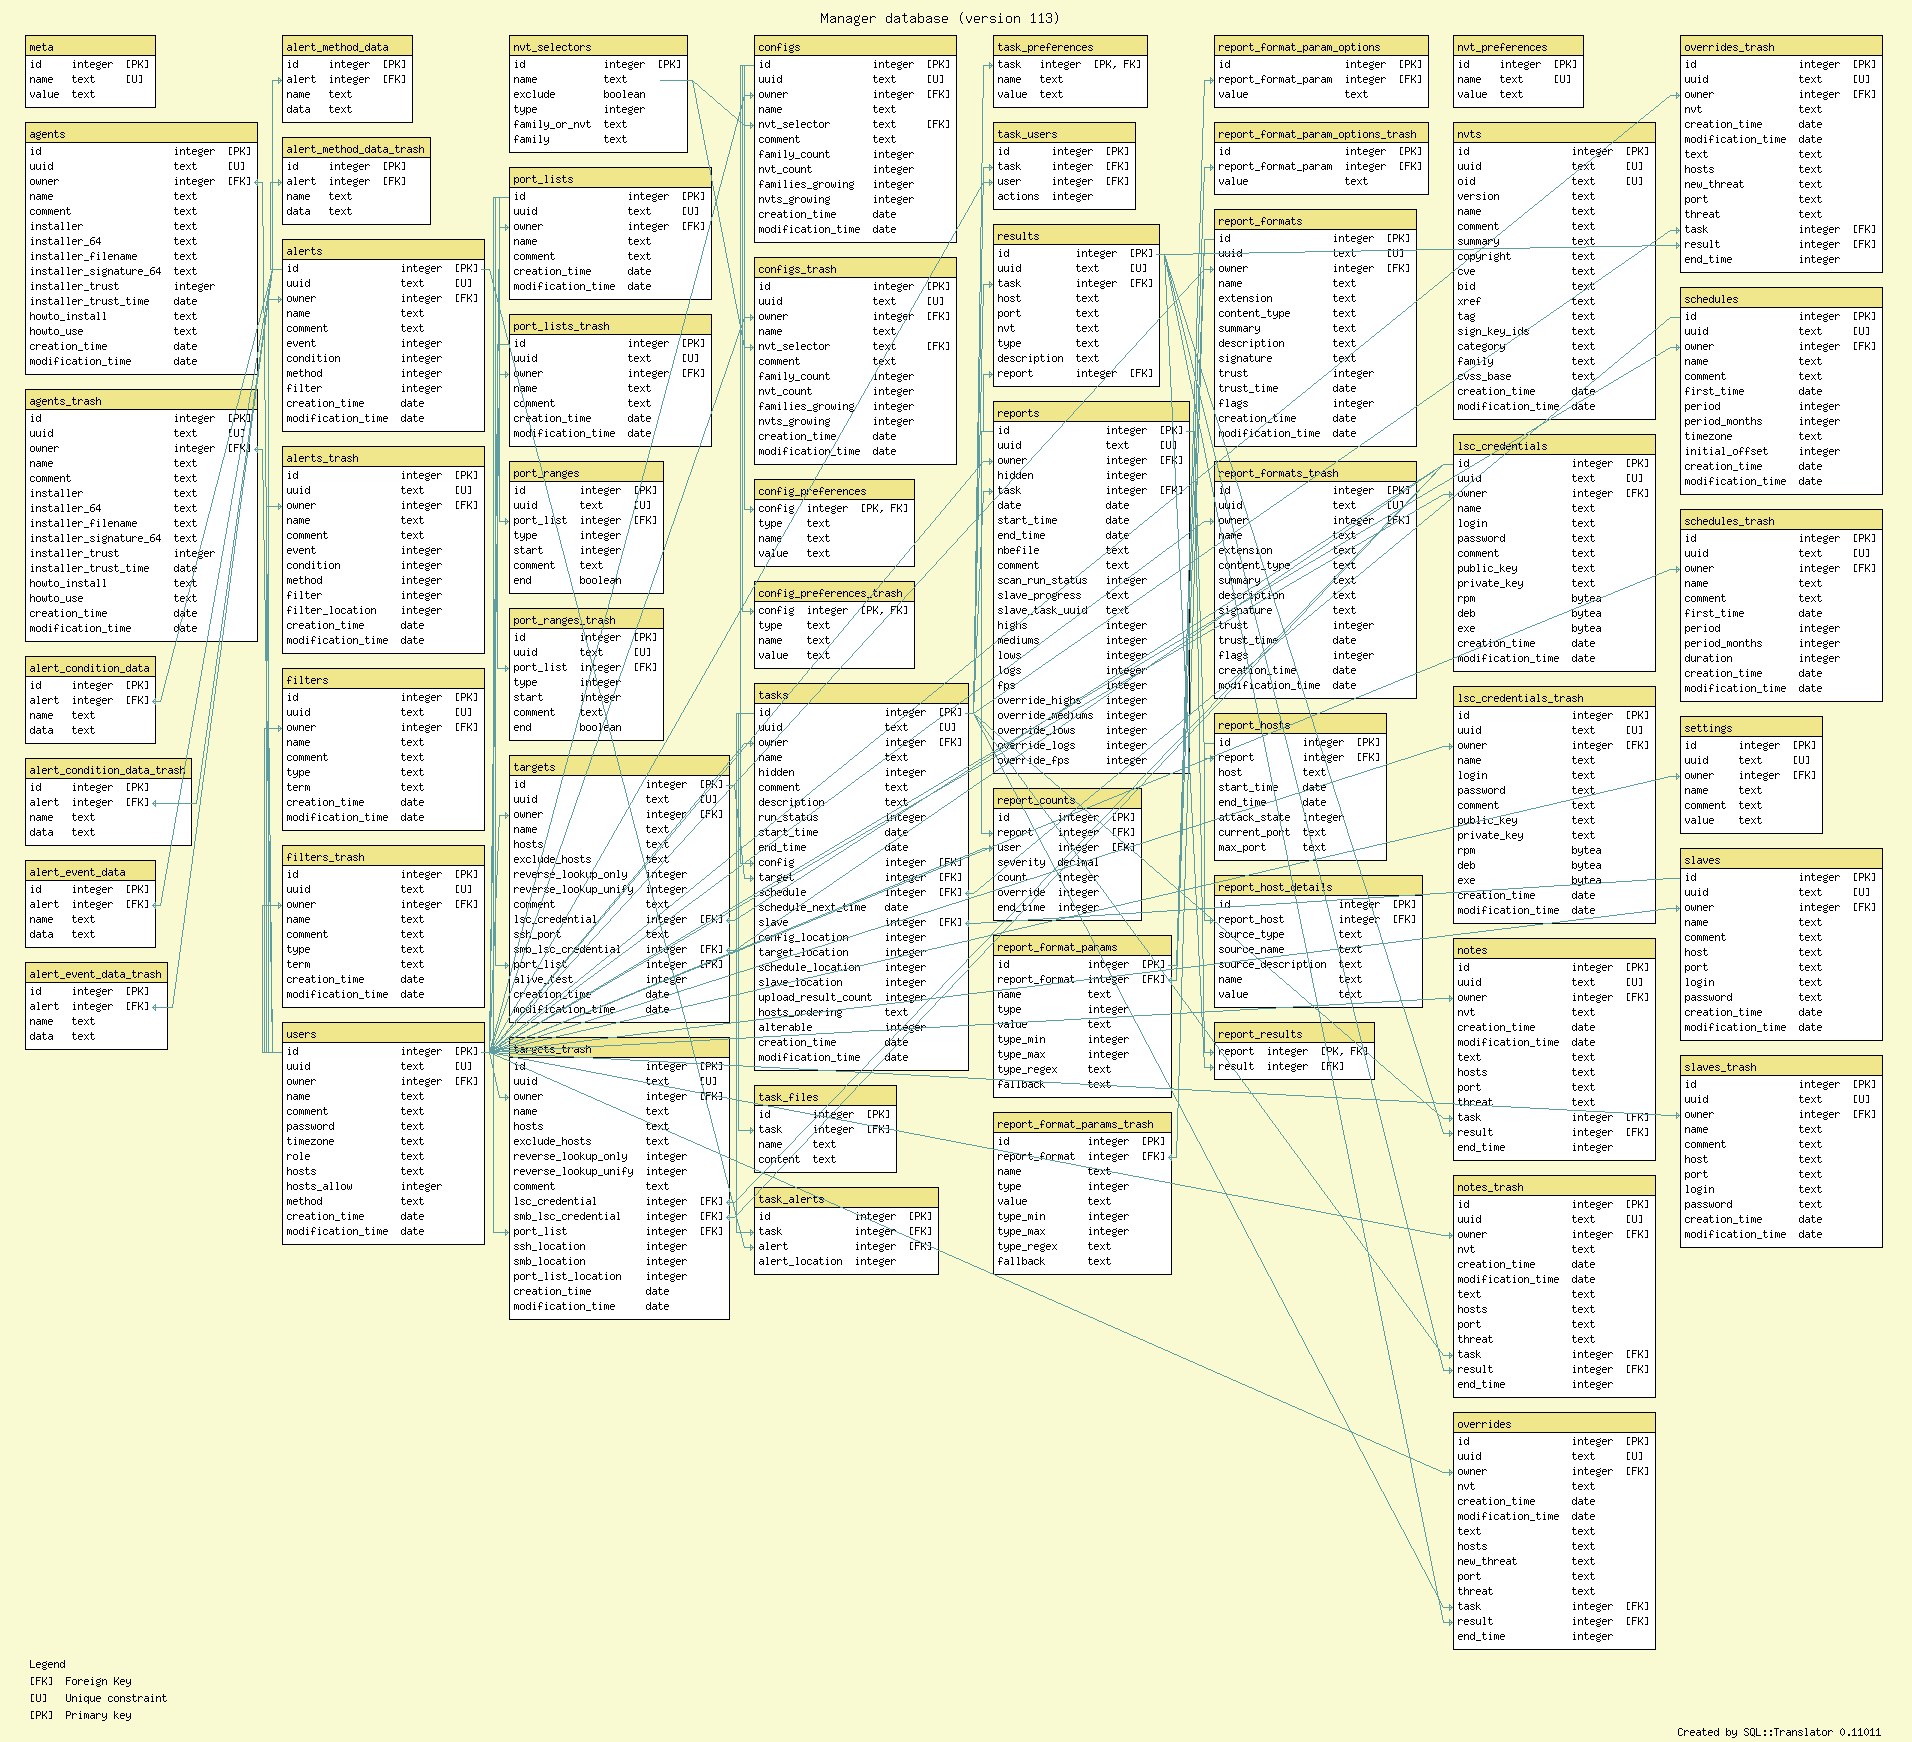 Manager database (version 113)
meta
id integer [PK]
name text [U]
value text
agents
id integer [PK]
uuid text [U]
owner integer [FK]
name text
comment text
installer text
installer_64 text
installer_filename text
installer_signature_64 text
installer_trust integer
installer_trust_time date
howto_install text
howto_use text
creation_time date
modification_time date
agents_trash
id integer [PK]
uuid text [U]
owner integer [FK]
name text
comment text
installer text
installer_64 text
installer_filename text
installer_signature_64 text
installer_trust integer
installer_trust_time date
howto_install text
howto_use text
creation_time date
modification_time date
alert_condition_data
id integer [PK]
alert integer [FK]
name text
data text
alert_condition_data_trash
id integer [PK]
alert integer [FK]
name text
data text
alert_event_data
id integer [PK]
alert integer [FK]
name text
data text
alert_event_data_trash
id integer [PK]
alert integer [FK]
name text
data text
alert_method_data
id integer [PK]
alert integer [FK]
name text
data text
alert_method_data_trash
id integer [PK]
alert integer [FK]
name text
data text
alerts
id integer [PK]
uuid text [U]
owner integer [FK]
name text
comment text
event integer
condition integer
method integer
filter integer
creation_time date
modification_time date
alerts_trash
id integer [PK]
uuid text [U]
owner integer [FK]
name text
comment text
event integer
condition integer
method integer
filter integer
filter_location integer
creation_time date
modification_time date
filters
id integer [PK]
uuid text [U]
owner integer [FK]
name text
comment text
type text
term text
creation_time date
modification_time date
filters_trash
id integer [PK]
uuid text [U]
owner integer [FK]
name text
comment text
type text
term text
creation_time date
modification_time date
users
id integer [PK]
uuid text [U]
owner integer [FK]
name text
comment text
password text
timezone text
role text
hosts text
hosts_allow integer
method text
creation_time date
modification_time date
nvt_selectors
id integer [PK]
name text
exclude boolean
type integer
family_or_nvt text
family text
port_lists
id integer [PK]
uuid text [U]
owner integer [FK]
name text
comment text
creation_time date
modification_time date
port_lists_trash
id integer [PK]
uuid text [U]
owner integer [FK]
name text
comment text
creation_time date
modification_time date
port_ranges
id integer [PK]
uuid text [U]
port_list integer [FK]
type integer
start integer
comment text
end boolean
port_ranges_trash
id integer [PK]
uuid text [U]
port_list integer [FK]
type integer
start integer
comment text
end boolean
targets
id integer [PK]
uuid text [U]
owner integer [FK]
name text
hosts text
exclude_hosts text
reverse_lookup_only integer
reverse_lookup_unify integer
comment text
lsc_credential integer [FK]
ssh_port text
smb_lsc_credential integer [FK]
port_list integer [FK]
alive_test integer
creation_time date
modification_time date
targets_trash
id integer [PK]
uuid text [U]
owner integer [FK]
name text
hosts text
exclude_hosts text
reverse_lookup_only integer
reverse_lookup_unify integer
comment text
lsc_credential integer [FK]
smb_lsc_credential integer [FK]
port_list integer [FK]
ssh_location integer
smb_location integer
port_list_location integer
creation_time date
modification_time date
configs
id integer [PK]
uuid text [U]
owner integer [FK]
name text
nvt_selector text [FK]
comment text
family_count integer
nvt_count integer
families_growing integer
nvts_growing integer
creation_time date
modification_time date
configs_trash
id integer [PK]
uuid text [U]
owner integer [FK]
name text
nvt_selector text [FK]
comment text
family_count integer
nvt_count integer
families_growing integer
nvts_growing integer
creation_time date
modification_time date
config_preferences
config integer [PK, FK]
type text
name text
value text
config_preferences_trash
config integer [PK, FK]
type text
name text
value text
tasks
id integer [PK]
uuid text [U]
owner integer [FK]
name text
hidden integer
comment text
description text
run_status integer
start_time date
end_time date
config integer [FK]
target integer [FK]
schedule integer [FK]
schedule_next_time date
slave integer [FK]
config_location integer
target_location integer
schedule_location integer
slave_location integer
upload_result_count integer
hosts_ordering text
alterable integer
creation_time date
modification_time date
task_files
id integer [PK]
task integer [FK]
name text
content text
task_alerts
id integer [PK]
task integer [FK]
alert integer [FK]
alert_location integer
task_preferences
task integer [PK, FK]
name text
value text
task_users
id integer [PK]
task integer [FK]
user integer [FK]
actions integer
results
id integer [PK]
uuid text [U]
task integer [FK]
host text
port text
nvt text
type text
description text
report integer [FK]
reports
id integer [PK]
uuid text [U]
owner integer [FK]
hidden integer
task integer [FK]
date date
start_time date
end_time date
nbefile text
comment text
scan_run_status integer
slave_progress text
slave_task_uuid text
highs integer
mediums integer
lows integer
logs integer
fps integer
override_highs integer
override_mediums integer
override_lows integer
override_logs integer
override_fps integer
report_counts
id integer [PK]
report integer [FK]
user integer [FK]
severity decimal
count integer
override integer
end_time integer
report_format_params
id integer [PK]
report_format integer [FK]
name text
type integer
value text
type_min integer
type_max integer
type_regex text
fallback text
report_format_params_trash
id integer [PK]
report_format integer [FK]
name text
type integer
value text
type_min integer
type_max integer
type_regex text
fallback text
report_format_param_options
id integer [PK]
report_format_param integer [FK]
value text
report_format_param_options_trash
id integer [PK]
report_format_param integer [FK]
value text
report_formats
id integer [PK]
uuid text [U]
owner integer [FK]
name text
extension text
content_type text
summary text
description text
signature text
trust integer
trust_time date
flags integer
creation_time date
modification_time date
report_formats_trash
id integer [PK]
uuid text [U]
owner integer [FK]
name text
extension text
content_type text
summary text
description text
signature text
trust integer
trust_time date
flags integer
creation_time date
modification_time date
report_hosts
id integer [PK]
report integer [FK]
host text
start_time date
end_time date
attack_state integer
current_port text
max_port text
report_host_details
id integer [PK]
report_host integer [FK]
source_type text
source_name text
source_description text
name text
value text
report_results
report integer [PK, FK]
result integer [FK]
nvt_preferences
id integer [PK]
name text [U]
value text
nvts
id integer [PK]
uuid text [U]
oid text [U]
version text
name text
comment text
summary text
copyright text
cve text
bid text
xref text
tag text
sign_key_ids text
category text
family text
cvss_base text
creation_time date
modification_time date
lsc_credentials
id integer [PK]
uuid text [U]
owner integer [FK]
name text
login text
password text
comment text
public_key text
private_key text
rpm bytea
deb bytea
exe bytea
creation_time date
modification_time date
lsc_credentials_trash
id integer [PK]
uuid text [U]
owner integer [FK]
name text
login text
password text
comment text
public_key text
private_key text
rpm bytea
deb bytea
exe bytea
creation_time date
modification_time date
notes
id integer [PK]
uuid text [U]
owner integer [FK]
nvt text
creation_time date
modification_time date
text text
hosts text
port text
threat text
task integer [FK]
result integer [FK]
end_time integer
notes_trash
id integer [PK]
uuid text [U]
owner integer [FK]
nvt text
creation_time date
modification_time date
text text
hosts text
port text
threat text
task integer [FK]
result integer [FK]
end_time integer
overrides
id integer [PK]
uuid text [U]
owner integer [FK]
nvt text
creation_time date
modification_time date
text text
hosts text
new_threat text
port text
threat text
task integer [FK]
result integer [FK]
end_time integer
overrides_trash
id integer [PK]
uuid text [U]
owner integer [FK]
nvt text
creation_time date
modification_time date
text text
hosts text
new_threat text
port text
threat text
task integer [FK]
result integer [FK]
end_time integer
schedules
id integer [PK]
uuid text [U]
owner integer [FK]
name text
comment text
first_time date
period integer
period_months integer
timezone text
initial_offset integer
creation_time date
modification_time date
schedules_trash
id integer [PK]
uuid text [U]
owner integer [FK]
name text
comment text
first_time date
period integer
period_months integer
duration integer
creation_time date
modification_time date
settings
id integer [PK]
uuid text [U]
owner integer [FK]
name text
comment text
value text
slaves
id integer [PK]
uuid text [U]
owner integer [FK]
name text
comment text
host text
port text
login text
password text
creation_time date
modification_time date
slaves_trash
id integer [PK]
uuid text [U]
owner integer [FK]
name text
comment text
host text
port text
login text
password text
creation_time date
modification_time date
Legend
[FK] Foreign Key
[U] Unique constraint
[PK] Primary key
Created by SQL::Translator 0.11011